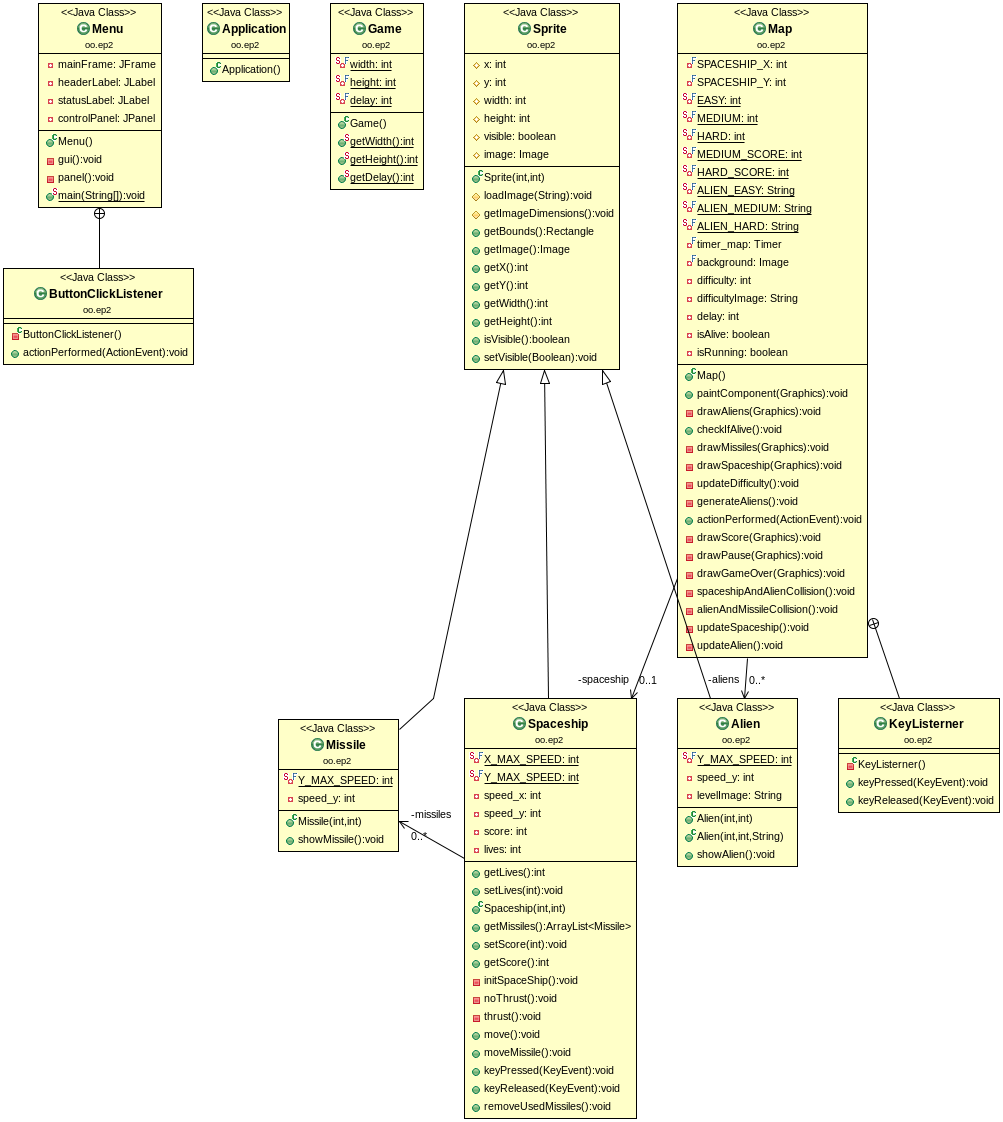 <<Java Class>>
Menu
oo.ep2
mainFrame: JFrame
headerLabel: JLabel
statusLabel: JLabel
controlPanel: JPanel
Menu()
gui():void
panel():void
main(String[]):void
<<Java Class>>
ButtonClickListener
oo.ep2
ButtonClickListener()
actionPerformed(ActionEvent):void
<<Java Class>>
Application
oo.ep2
Application()
<<Java Class>>
Game
oo.ep2
width: int
height: int
delay: int
Game()
getWidth():int
getHeight():int
getDelay():int
<<Java Class>>
Sprite
oo.ep2
x: int
y: int
width: int
height: int
visible: boolean
image: Image
Sprite(int,int)
loadImage(String):void
getImageDimensions():void
getBounds():Rectangle
getImage():Image
getX():int
getY():int
getWidth():int
getHeight():int
isVisible():boolean
setVisible(Boolean):void
<<Java Class>>
Map
oo.ep2
SPACESHIP_X: int
SPACESHIP_Y: int
EASY: int
MEDIUM: int
HARD: int
MEDIUM_SCORE: int
HARD_SCORE: int
ALIEN_EASY: String
ALIEN_MEDIUM: String
ALIEN_HARD: String
timer_map: Timer
background: Image
difficulty: int
difficultyImage: String
delay: int
isAlive: boolean
isRunning: boolean
Map()
paintComponent(Graphics):void
drawAliens(Graphics):void
checkIfAlive():void
drawMissiles(Graphics):void
drawSpaceship(Graphics):void
updateDifficulty():void
generateAliens():void
actionPerformed(ActionEvent):void
drawScore(Graphics):void
drawPause(Graphics):void
drawGameOver(Graphics):void
spaceshipAndAlienCollision():void
alienAndMissileCollision():void
updateSpaceship():void
updateAlien():void
-spaceship 0..1
-aliens 0..*
<<Java Class>>
Missile
oo.ep2
Y_MAX_SPEED: int
speed_y: int
Missile(int,int)
showMissile():void
-missiles
0..*
<<Java Class>>
Spaceship
oo.ep2
X_MAX_SPEED: int
Y_MAX_SPEED: int
speed_x: int
speed_y: int
score: int
lives: int
getLives():int
setLives(int):void
Spaceship(int,int)
getMissiles():ArrayList<Missile>
setScore(int):void
getScore():int
initSpaceShip():void
noThrust():void
thrust():void
move():void
moveMissile():void
keyPressed(KeyEvent):void
keyReleased(KeyEvent):void
removeUsedMissiles():void
<<Java Class>>
Alien
oo.ep2
Y_MAX_SPEED: int
speed_y: int
levelImage: String
Alien(int,int)
Alien(int,int,String)
showAlien():void
<<Java Class>>
KeyListerner
oo.ep2
KeyListerner()
keyPressed(KeyEvent):void
keyReleased(KeyEvent):void